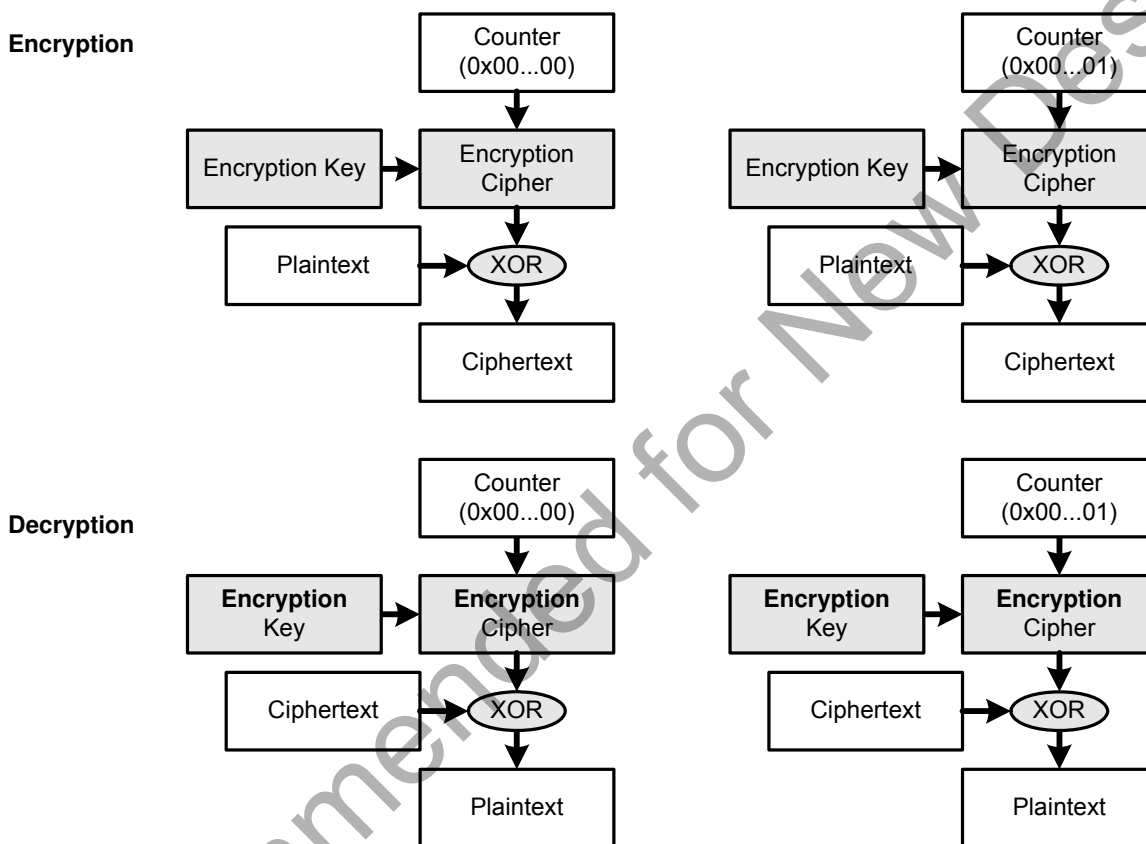 Encryption
Counter
(0x00...00)
Counter
(0x00...01)
Encryption Key
Encryption
Cipher
Encryption Key
Encryption
Cipher
Plaintext
XOR
Plaintext
XOR
Ciphertext
Ciphertext
Decryption
Counter
(0x00...00)
Counter
(0x00...01)
Encryption
Key
Encryption
Cipher
Encryption
Key
Encryption
Cipher
Ciphertext
XOR
Ciphertext
XOR
Plaintext
Plaintext
for New